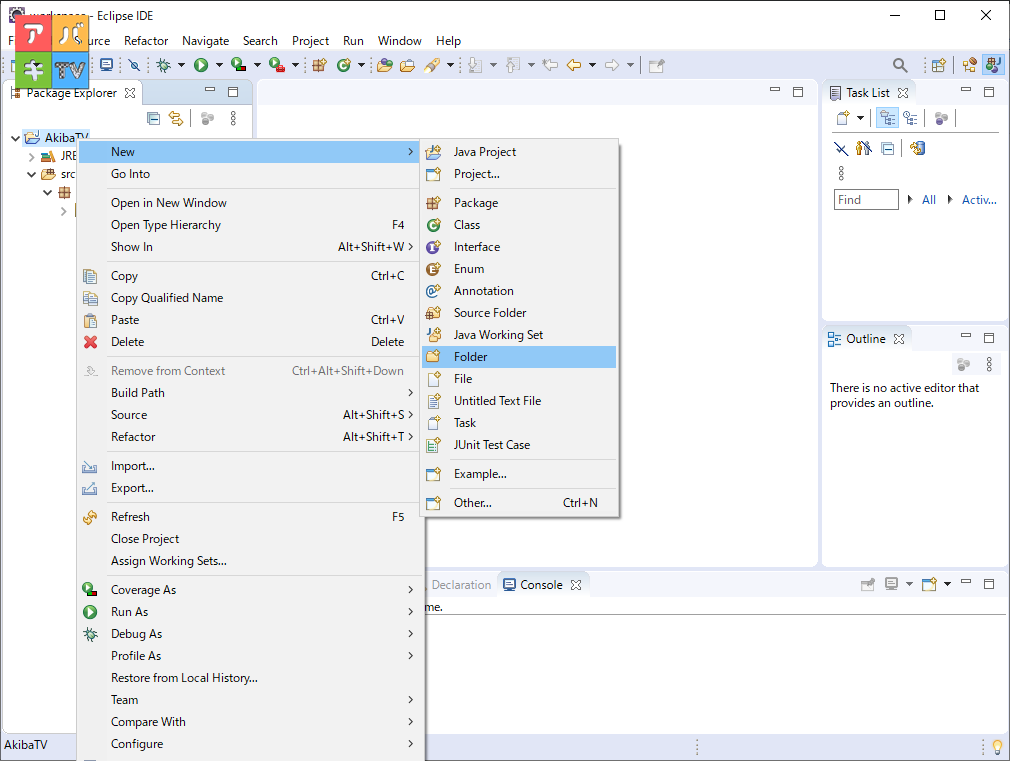 workspace - Eclipse IDE
アバ
キTV
Refactor Navigate Search Project Run Window Help
Package Explorer
AkibaTV
JRE
src
New
Go Into
Open in New Window
Open Type Hierarchy F4
Show In Alt+Shift+W >
Copy Ctrl+C
Copy Qualified Name
Paste Ctrl+V
Delete Delete
Remove from Context Ctrl+Alt+Shift+Down
Build Path
Source Alt+Shift+S >
Refactor Alt+Shift+T >
Import...
Export...
Refresh F5
Close Project
Assign Working Sets...
Coverage As
Run As
Debug As
Profile As
Restore from Local History...
Team
Compare With
Configure
Java Project
Project...
Package
Class
Interface
Enum
Annotation
Source Folder
Java Working Set
Folder
File
Untitled Text File
Task
JUnit Test Case
Example...
Other... Ctrl+N
Task List
Find All Activ...
Outline
There is no active editor that
provides an outline.
Declaration Console
me.
AkibaTV